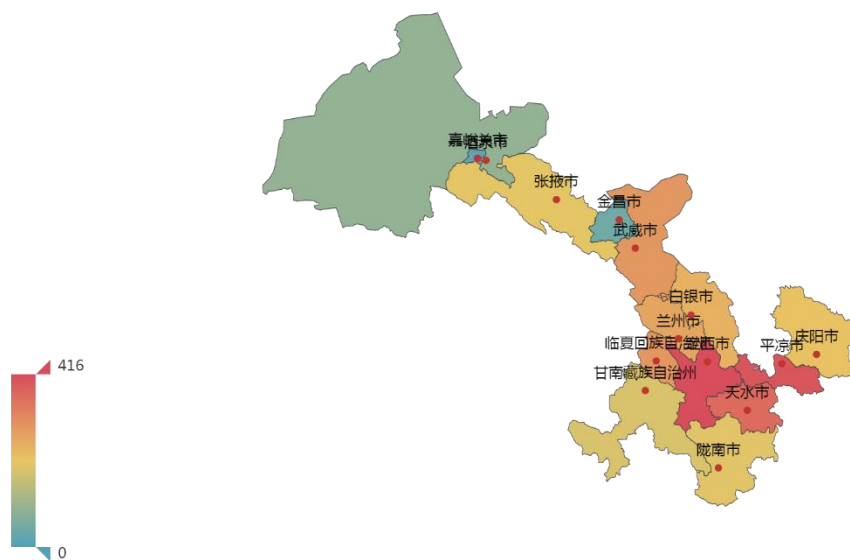 嘉峪关市
酒泉市
张掖市
金昌市
武威市
白银市
兰州市
临夏回族自治州
定西市
平凉市
庆阳市
甘南藏族自治州
天水市
陇南市
416
0